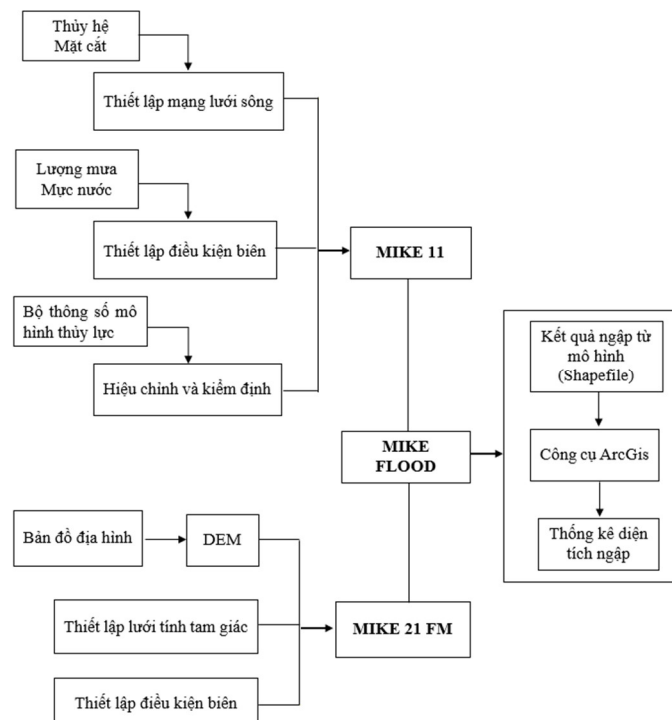 Thủy hệ
Mặt cắt
Thiết lập mạng lưới sông
Lượng mưa
Mực nước
Thiết lập điều kiện biên
MIKE 11
Bộ thông số mô
hình thủy lực
Hiệu chỉnh và kiểm định
Kết quả ngập từ
mô hình
(Shapefile)
MIKE
FLOOD
Công cụ ArcGis
Thống kê diện
tích ngập
Bản đồ địa hình
DEM
Thiết lập lưới tính tam giác
MIKE 21 FM
Thiết lập điều kiện biên